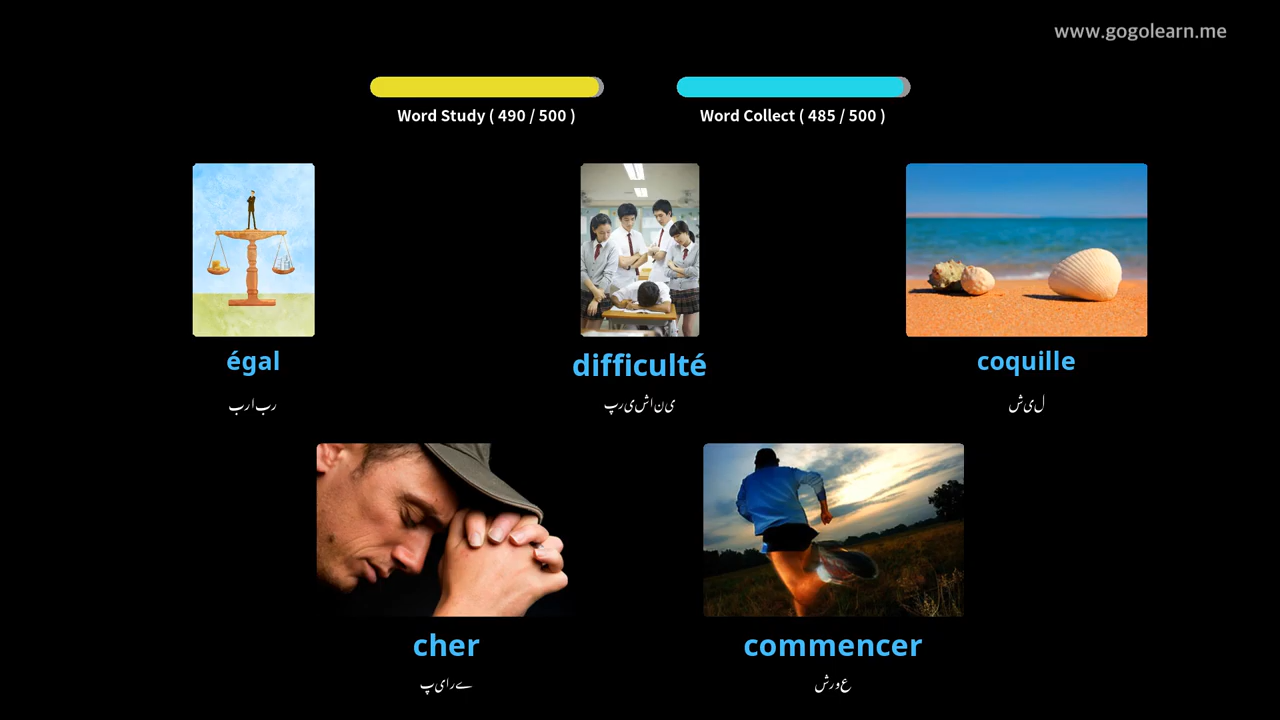 www.gogolearn.me
Word Study ( 490 / 500 )
Word Collect ( 485 / 500 )
égal
difficulté
coquille
ربارب
یناشیرپ
لیش
cher
commencer
ےرایپ
عورش